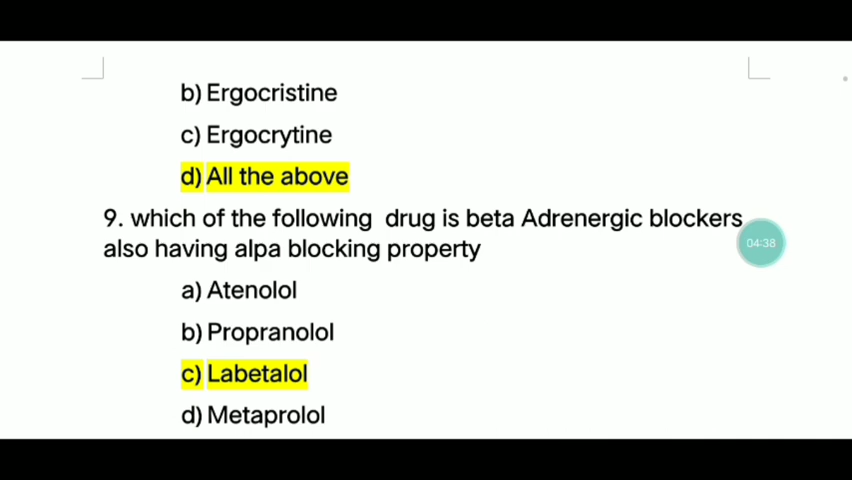 b) Ergocristine
c) Ergocrytine
d) All the above
9. which of the following drug is beta Adrenergic blockers
also having alpa blocking property
04:38
a) Atenolol
b) Propranolol
c) Labetalol
d) Metaprolol